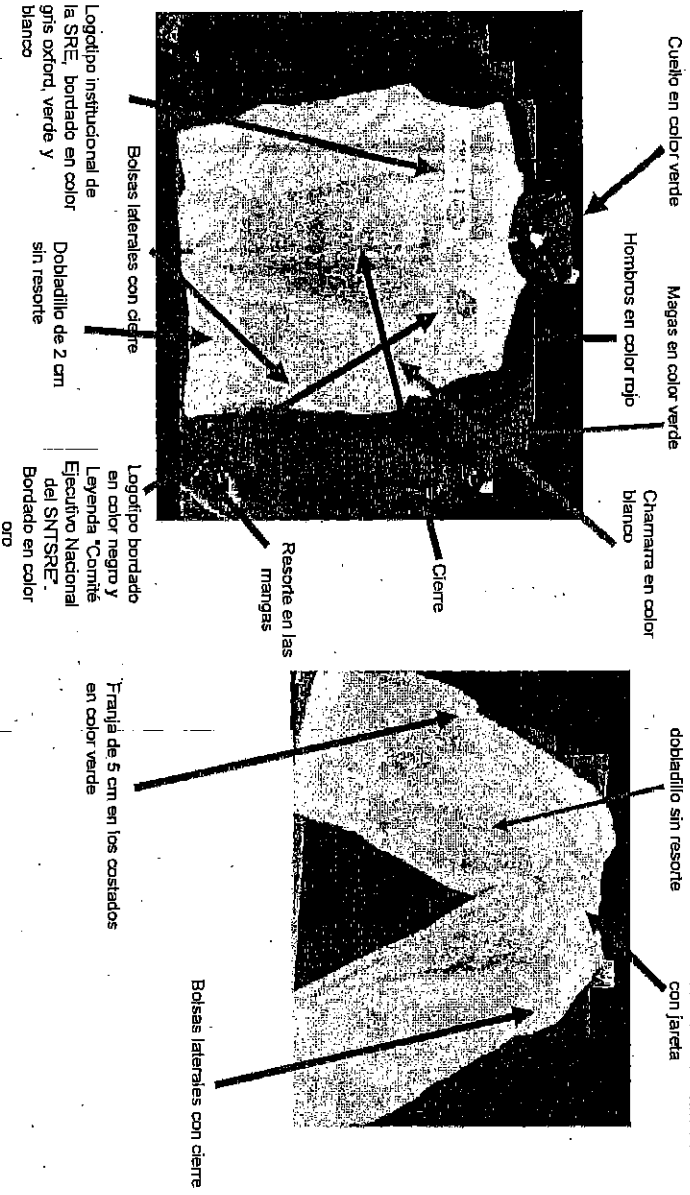 Cuello en color verde
Hombros en color rojo
Magas en color verde
Chamarra en color
blanco
Cierre
Resorte en las
mangas
Logotipo bordado
en color negro y
Leyenda "Comité
Ejecutivo Nacional
del SNTSRE".
Bordado en color
oro
Dobladillo de 2 cm
sin resorte
Bolsas laterales con cierre
Logotipo institucional de
la SRE, bordado en color
gris oxford, verde y
blanco
dobladillo sin resorte
con jareta
Franja de 5 cm en los costados
en color verde
Bolsas laterales con cierre